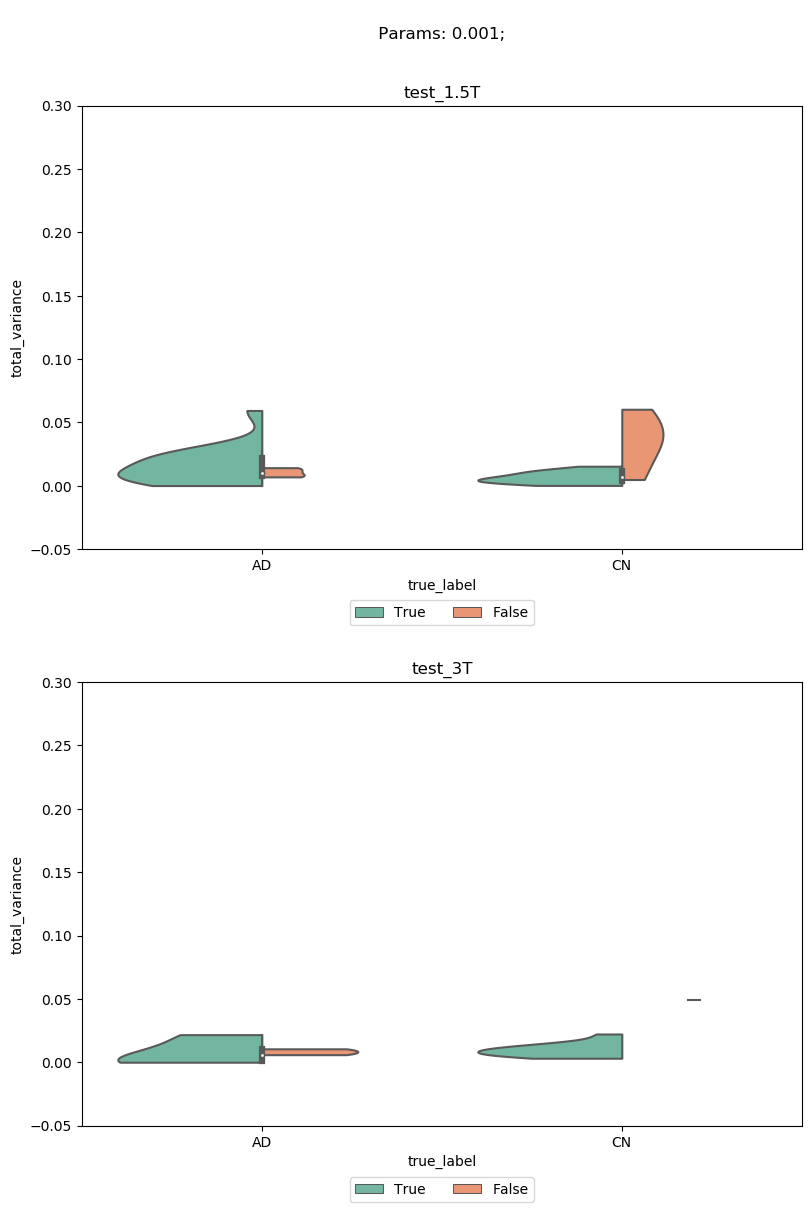 Params: 0.001;
test_1.5T
0.30
0.25
0.20
0.15
0.10
0.05
0.00
−0.05
total_variance
AD CN
true_label
True False
test_3T
0.30
0.25
0.20
0.15
0.10
0.05
0.00
−0.05
total_variance
AD CN
true_label
True False